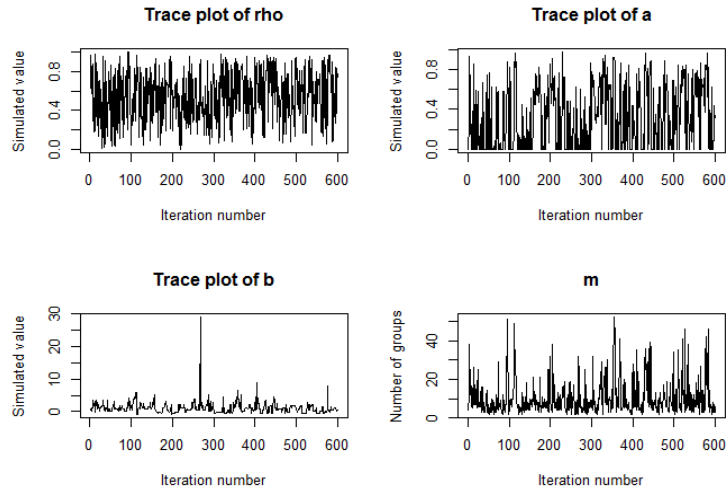 Trace plot of rho
Simulated value
0.0 0.4 0.8
0 100 200 300 400 500 600
Iteration number
Trace plot of a
Simulated value
0.0 0.4 0.8
0 100 200 300 400 500 600
Iteration number
Trace plot of b
Simulated value
0 10 20 30
0 100 200 300 400 500 600
Iteration number
m
Number of groups
0 20 40
0 100 200 300 400 500 600
Iteration number